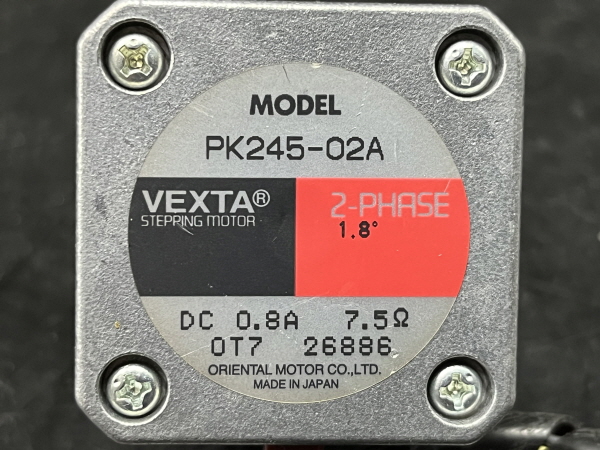 MODEL
PK245-02A
VEXTA® 2-PHASE
STEPPING MOTOR 1.8°
DC 0.8A 7.5Ω
0T7 26886
ORIENTAL MOTOR CO.,LTD.
MADE IN JAPAN